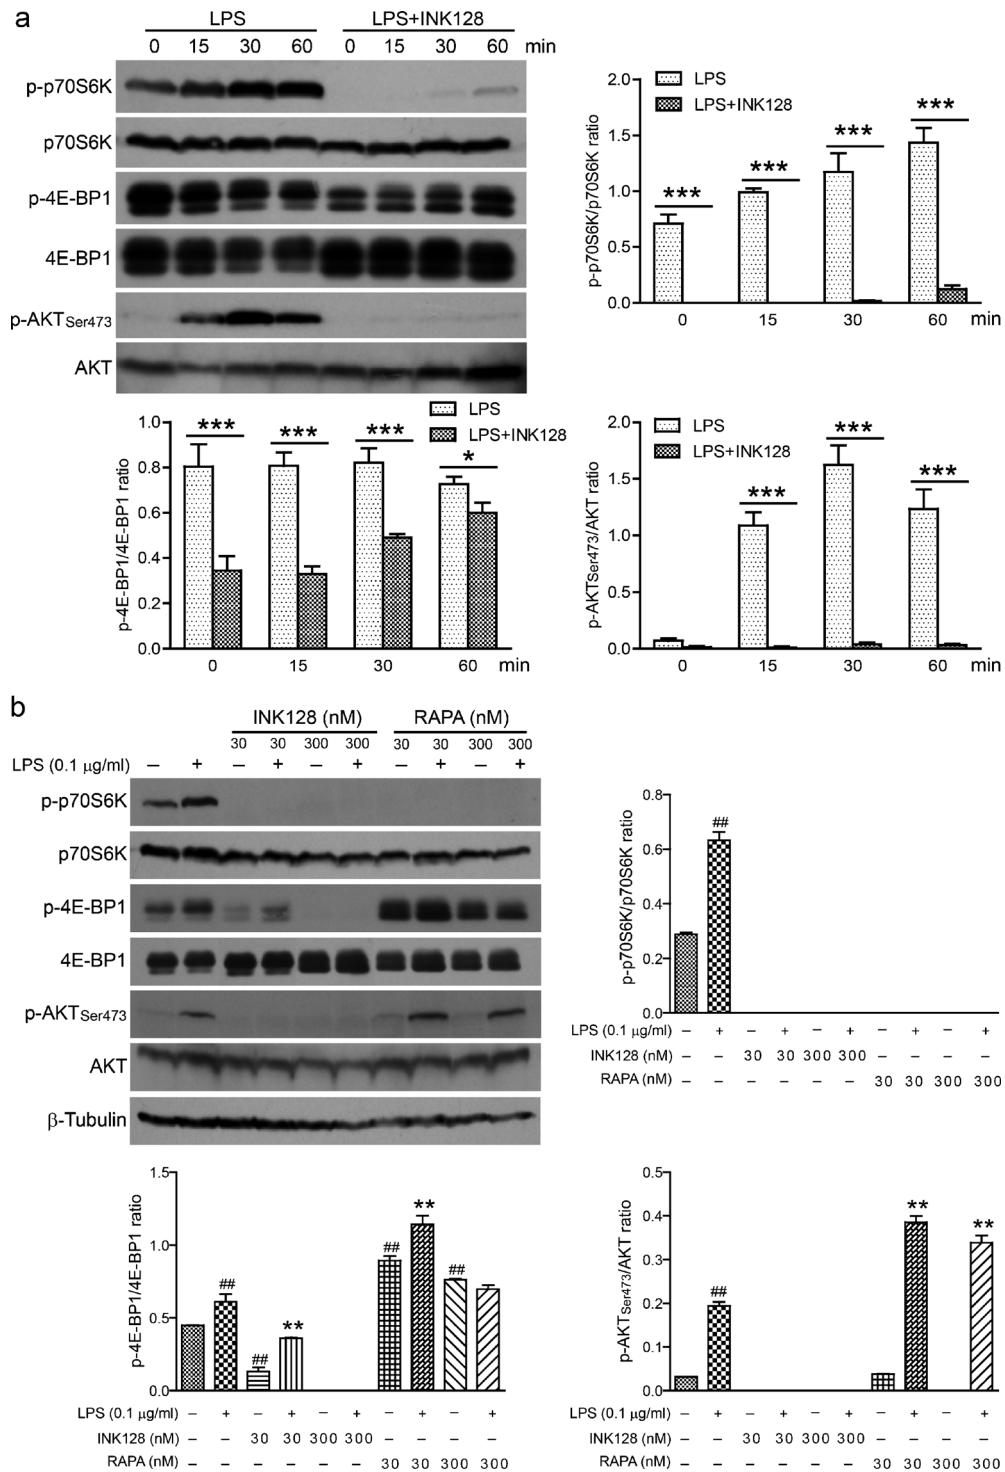 a
LPS LPS+INK128
0 15 30 60 0 15 30 60 min
p-p70S6K
p70S6K
p-4E-BP1
4E-BP1
p-AKTSer473
AKT
p-p70S6K/p70S6K ratio
2.0
1.5
1.0
0.5
0.0
LPS
LPS+INK128
*** *** *** ***
0 15 30 60 min
p-4E-BP1/4E-BP1 ratio
1.0
0.8
0.6
0.4
0.2
0.0
LPS
LPS+INK128
*** *** *** *
0 15 30 60 min
p-AKTSer473/AKT ratio
2.0
1.5
1.0
0.5
0.0
LPS
LPS+INK128
*** *** ***
0 15 30 60 min
b
INK128 (nM) RAPA (nM)
30 30 300 300 30 30 300 300
LPS (0.1 μg/ml) – + – + – + – + – +
p-p70S6K
p70S6K
p-4E-BP1
4E-BP1
p-AKTSer473
AKT
β-Tubulin
p-p70S6K/p70S6K ratio
0.8
0.6
0.4
0.2
0.0
##
LPS (0.1 μg/ml) – + – + – + – + – +
INK128 (nM) – – 30 30 300 300 – – – –
RAPA (nM) – – – – – – 30 30 300 300
p-4E-BP1/4E-BP1 ratio
1.5
1.0
0.5
0.0
## ## ** ## ** ##
LPS (0.1 μg/ml) – + – + – + – + – +
INK128 (nM) – – 30 30 300 300 – – – –
RAPA (nM) – – – – – – 30 30 300 300
p-AKTSer473/AKT ratio
0.5
0.4
0.3
0.2
0.1
0.0
## ** **
LPS (0.1 μg/ml) – + – + – + – + – +
INK128 (nM) – – 30 30 300 300 – – – –
RAPA (nM) – – – – – – 30 30 300 300